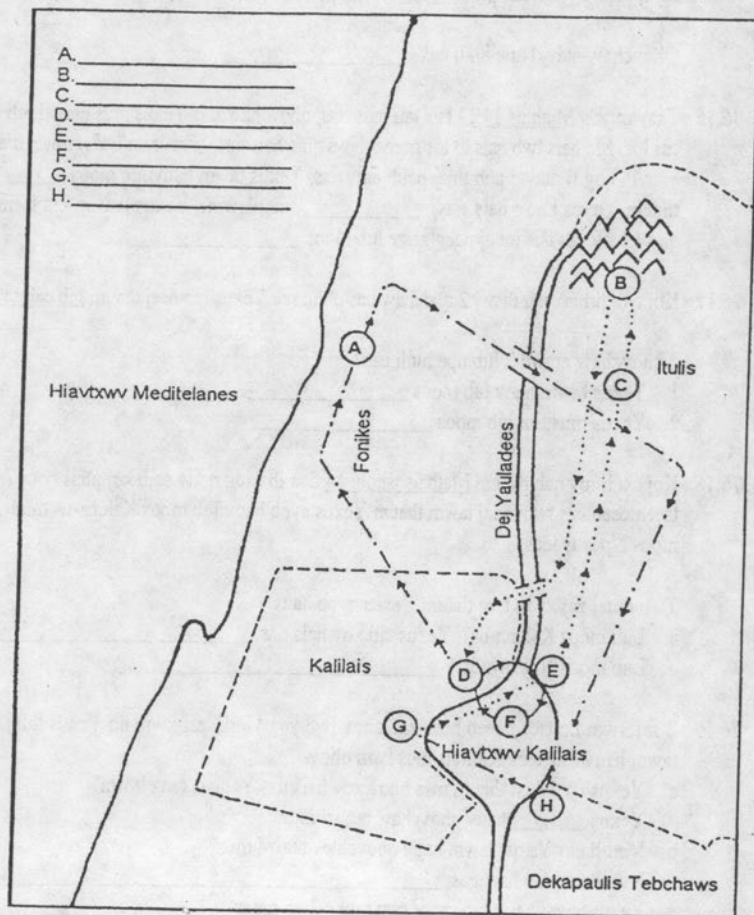 A.
B.
C.
D.
E.
F.
G.
H.
B
A
Itulis
C
Hiavtxwv Meditelanes
Fonikes
Dej Yauladees
Kalilais
D
E
G
F
Hiavtxwv Kalilais
H
Dekapaulis Tebchaws